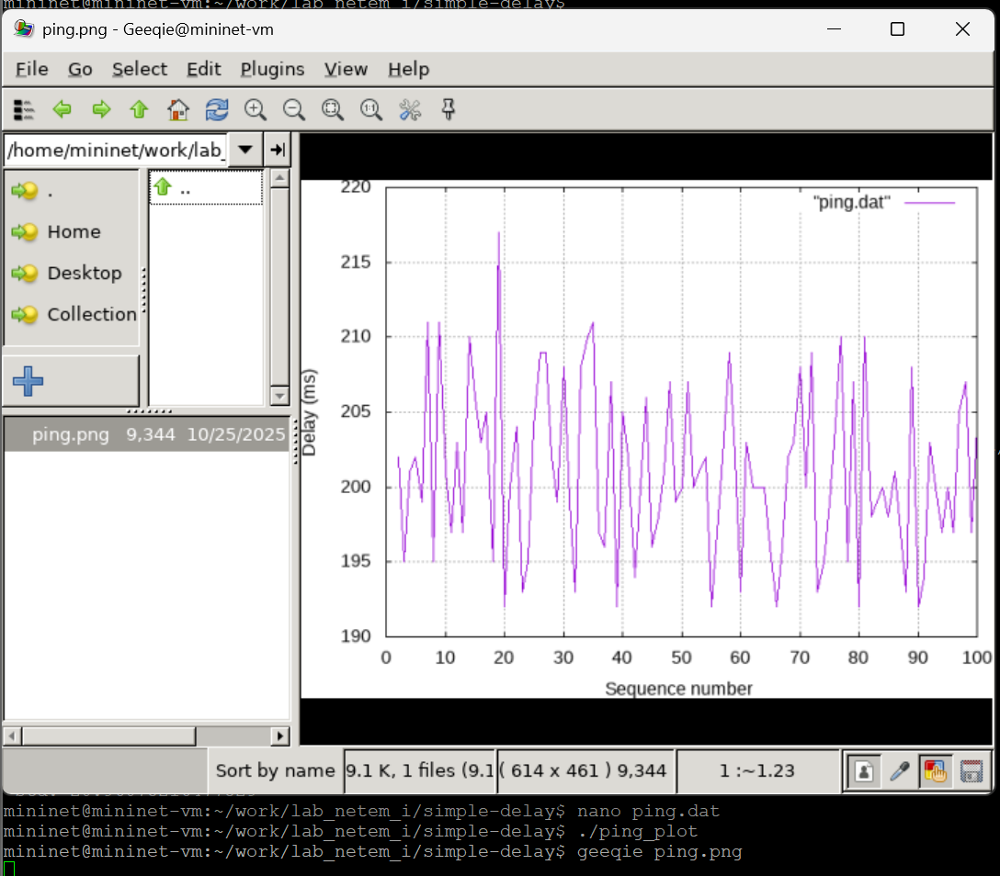 mininet@mininet-vm:~/work/lab_netem_i/simple-delay$
ping.png - Geeqie@mininet-vm
File Go Select Edit Plugins View Help
/home/mininet/work/lab_
.
Home
Desktop
Collection
..
ping.png 9,344 10/25/2025
"ping.dat"
220
215
210
205
200
195
190
Delay (ms)
0 10 20 30 40 50 60 70 80 90 100
Sequence number
Sort by name 9.1 K, 1 files (9.1 ( 614 x 461 ) 9,344 1 :~1.23
mininet@mininet-vm:~/work/lab_netem_i/simple-delay$ nano ping.dat
mininet@mininet-vm:~/work/lab_netem_i/simple-delay$ ./ping_plot
mininet@mininet-vm:~/work/lab_netem_i/simple-delay$ geeqie ping.png